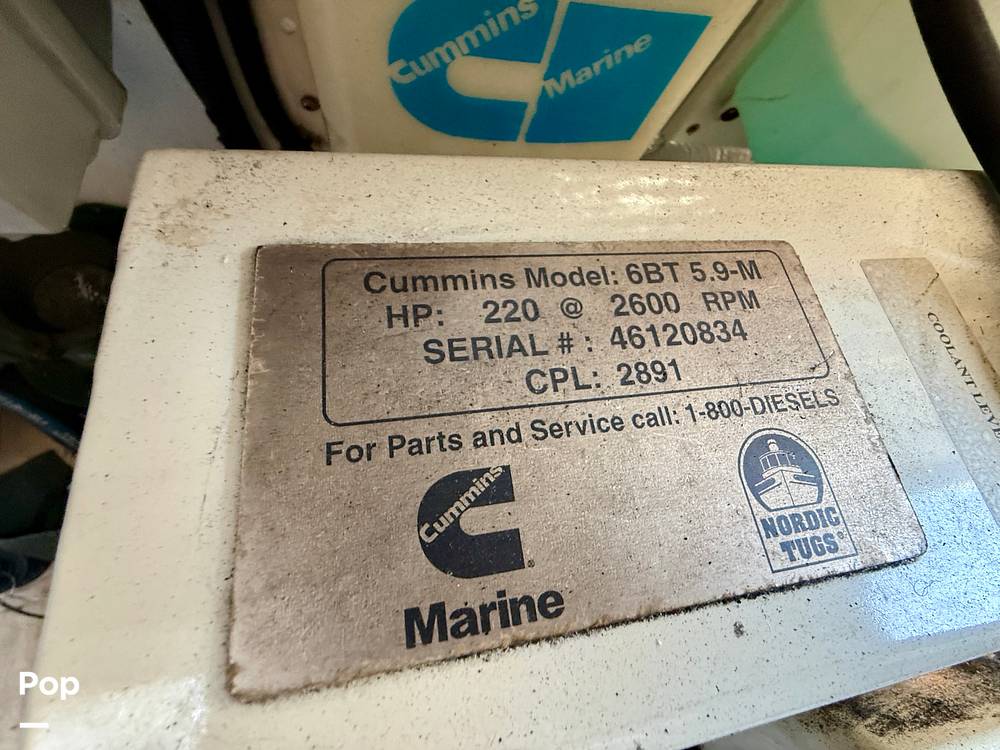 Cummins
Marine
Cummins Model: 6BT 5.9-M
HP: 220 @ 2600 RPM
SERIAL # : 46120834
CPL: 2891
For Parts and Service call: 1-800-DIESELS
Cummins
Marine
NORDIC
TUGS®
COOLANT
Pop